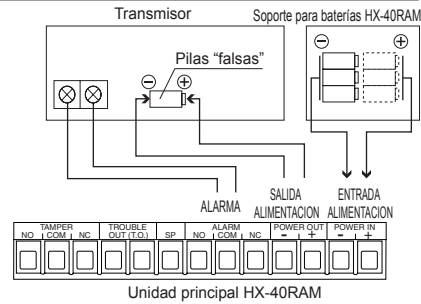 Transmisor
Soporte para baterías HX-40RAM
Pilas “falsas”
ALARMA
SALIDA
ALIMENTACION
ENTRADA
ALIMENTACION
TAMPER
NO COM NC
TROUBLE
OUT (T.O.)
SP
ALARM
NO COM NC
POWER OUT
− +
POWER IN
− +
Unidad principal HX-40RAM